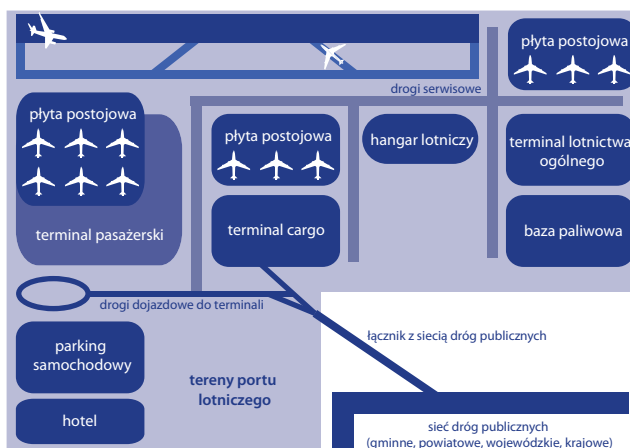 płyta postojowa
drogi serwisowe
płyta postojowa
płyta postojowa
hangar lotniczy
terminal lotnictwa
ogólnego
terminal pasażerski
terminal cargo
baza paliwowa
drogi dojazdowe do terminali
łącznik z siecią dróg publicznych
parking
samochodowy
tereny portu
lotniczego
hotel
sieć dróg publicznych
(gminne, powiatowe, wojewódzkie, krajowe)